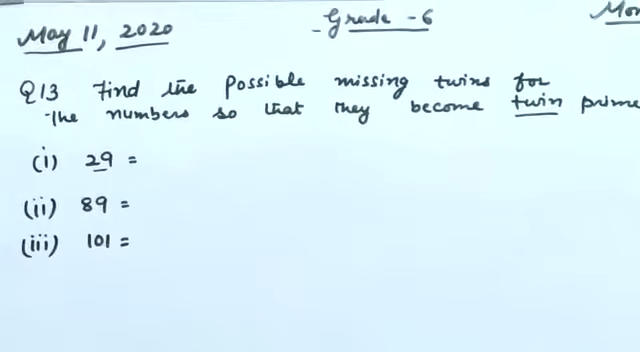 May 11, 2020
- Grade - 6
Q13 Find the possible missing twins for
the numbers so that they become twin prime
(i) 29 =
(ii) 89 =
(iii) 101 =